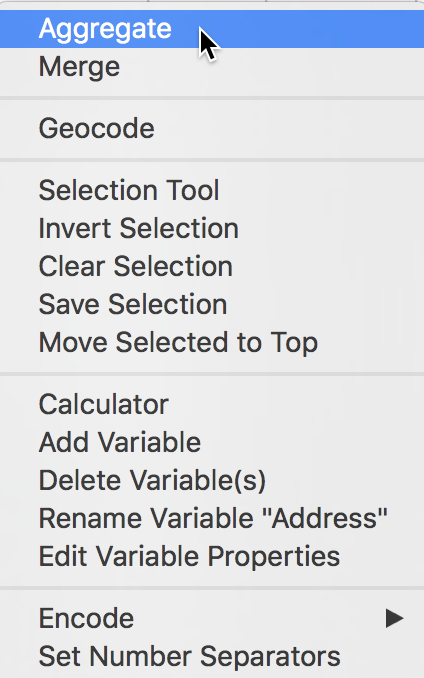 Aggregate
Merge
Geocode
Selection Tool
Invert Selection
Clear Selection
Save Selection
Move Selected to Top
Calculator
Add Variable
Delete Variable(s)
Rename Variable "Address"
Edit Variable Properties
Encode
Set Number Separators